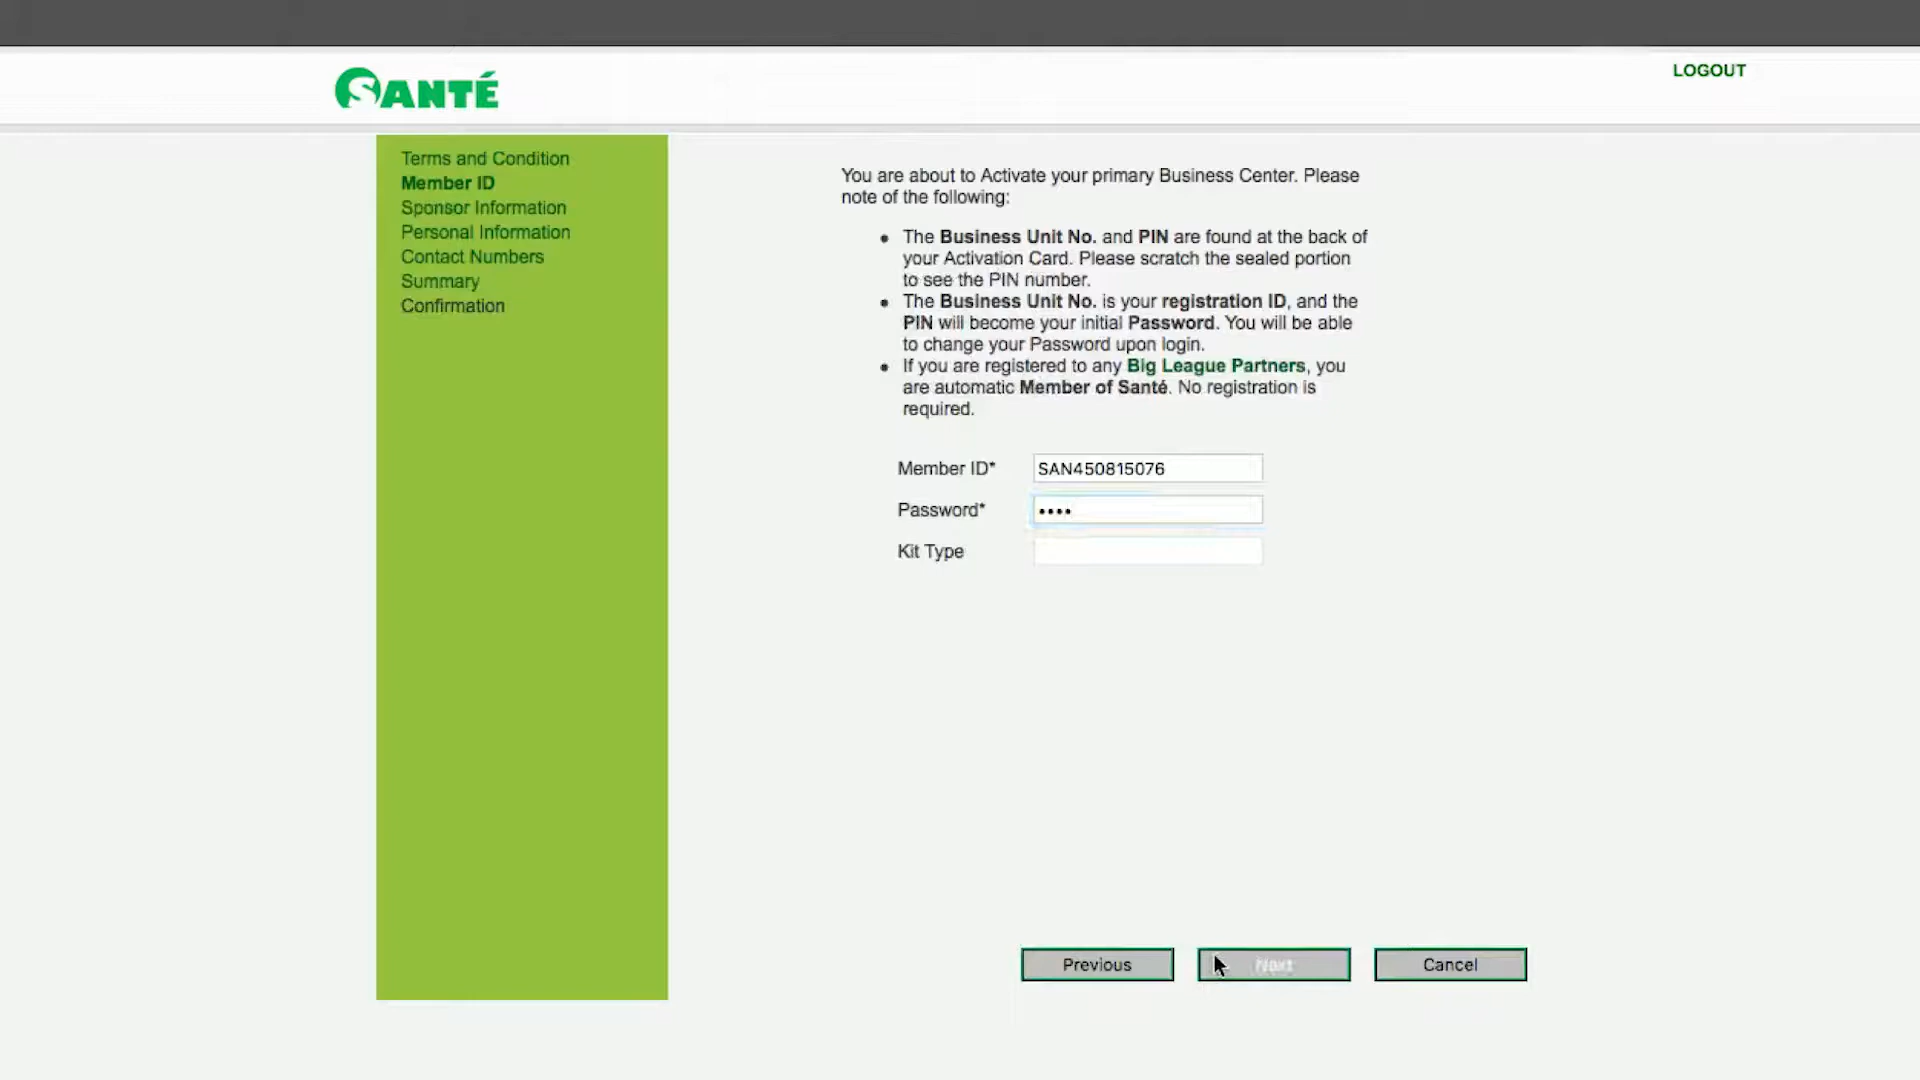 SANTÉ
LOGOUT
Terms and Condition
Member ID
Sponsor Information
Personal Information
Contact Numbers
Summary
Confirmation
You are about to Activate your primary Business Center. Please
note of the following:
The Business Unit No. and PIN are found at the back of
your Activation Card. Please scratch the sealed portion
to see the PIN number.
The Business Unit No. is your registration ID, and the
PIN will become your initial Password. You will be able
to change your Password upon login.
If you are registered to any Big League Partners, you
are automatic Member of Santé. No registration is
required.
Member ID* SAN450815076
Password* ••••
Kit Type
Previous Next Cancel